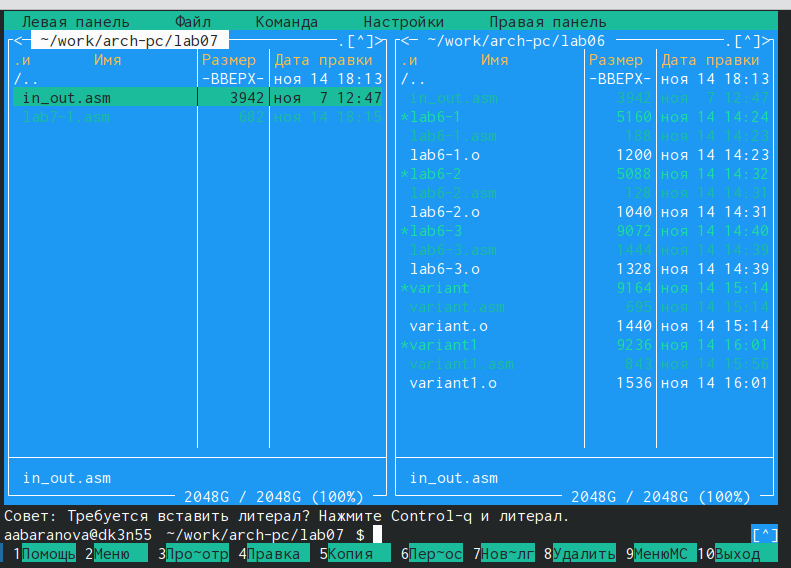 Левая панель Файл Команда Настройки Правая панель
<─ ~/work/arch-pc/lab07 ─.[^]>
.и Имя Размер Дата правки
/.. -ВВЕРХ- ноя 14 18:13
in_out.asm 3942 ноя 7 12:47
lab7-1.asm 682 ноя 14 18:15
in_out.asm
2048G / 2048G (100%)
<─ ~/work/arch-pc/lab06 ─.[^]>
.и Имя Размер Дата правки
/.. -ВВЕРХ- ноя 14 18:13
in_out.asm 3942 ноя 7 12:47
*lab6-1 5160 ноя 14 14:24
lab6-1.asm 188 ноя 14 14:23
lab6-1.o 1200 ноя 14 14:23
*lab6-2 5088 ноя 14 14:32
lab6-2.asm ноя 14 14:31
lab6-2.o 1040 ноя 14 14:31
*lab6-3 9072 ноя 14 14:40
lab6-3.asm 1444 ноя 14 14:39
lab6-3.o 1328 ноя 14 14:39
*variant 9164 ноя 14 15:14
variant.asm 695 ноя 14 15:14
variant.o 1440 ноя 14 15:14
*variant1 9236 ноя 14 16:01
variant1.asm 843 ноя 14 15:56
variant1.o 1536 ноя 14 16:01
in_out.asm
2048G / 2048G (100%)
Совет: Требуется вставить литерал? Нажмите Control-q и литерал.
aabaranova@dk3n55 ~/work/arch-pc/lab07 $ [^]
1Помощь 2Меню 3Про~отр 4Правка 5Копия 6Пер~ос 7Нов~лг 8Удалить 9МенюМС 10Выход